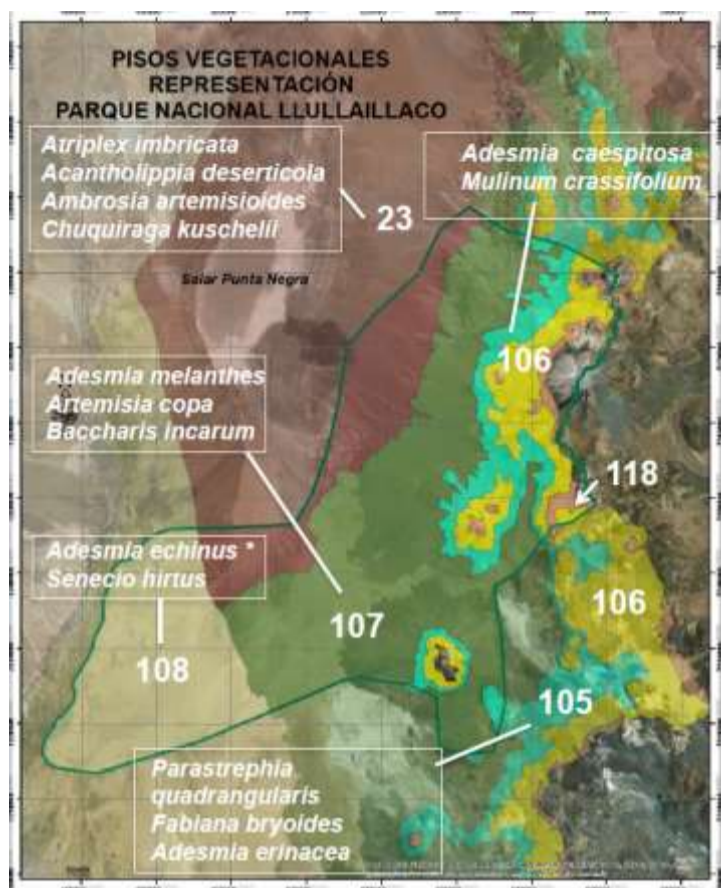 PISOS VEGETACIONALES
REPRESENTACIÓN
PARQUE NACIONAL LLULLAILLACO
Atriplex imbricata
Acantholippia deserticola
Ambrosia artemisioides
Chuquiraga kuschelii
23
Adesmia caespitosa
Mulinum crassifolium
Salar Punta Negra
106
Adesmia melanthes
Artemisia copa
Baccharis incarum
118
Adesmia echinus *
Senecio hirtus
106
107
108
105
Parastrephia
quadrangularis
Fabiana bryoides
Adesmia erinacea